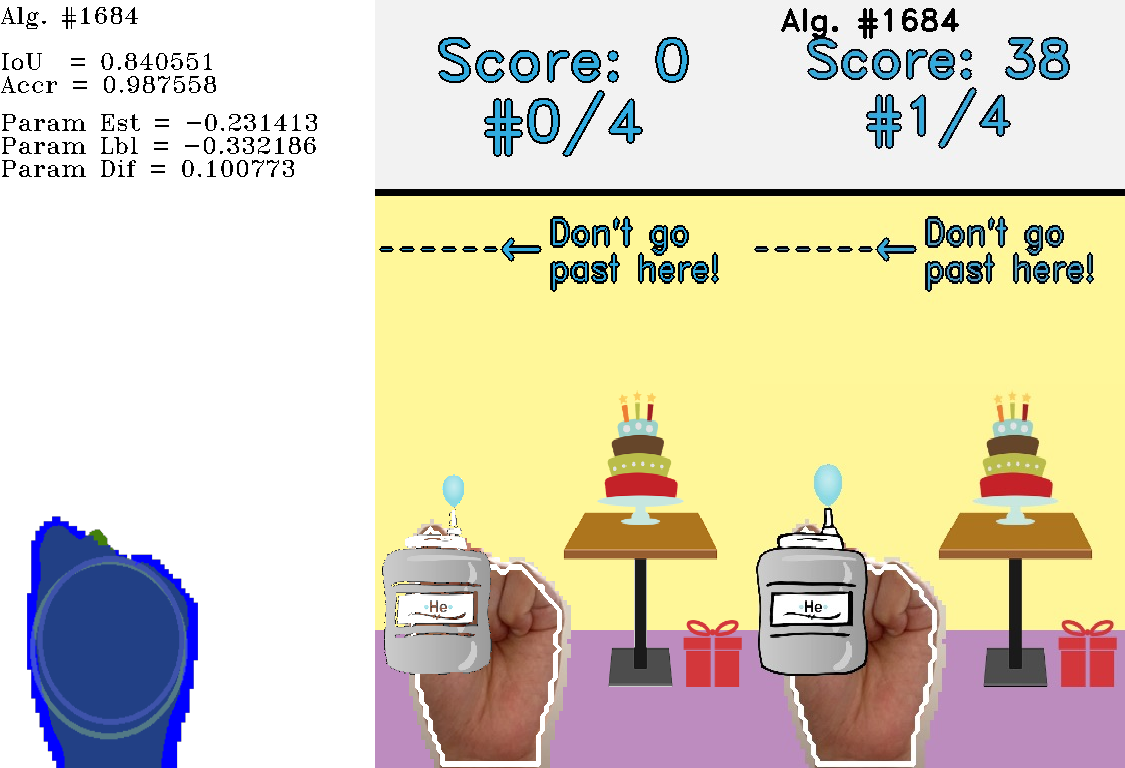 Alg. #1684
IoU = 0.840551
Accr = 0.987558
Param Est = −0.231413
Param Lbl = −0.332186
Param Dif = 0.100773
Score: 0
#0/4
Don't go
past here!
He
Alg. #1684
Score: 38
#1/4
Don't go
past here!
He